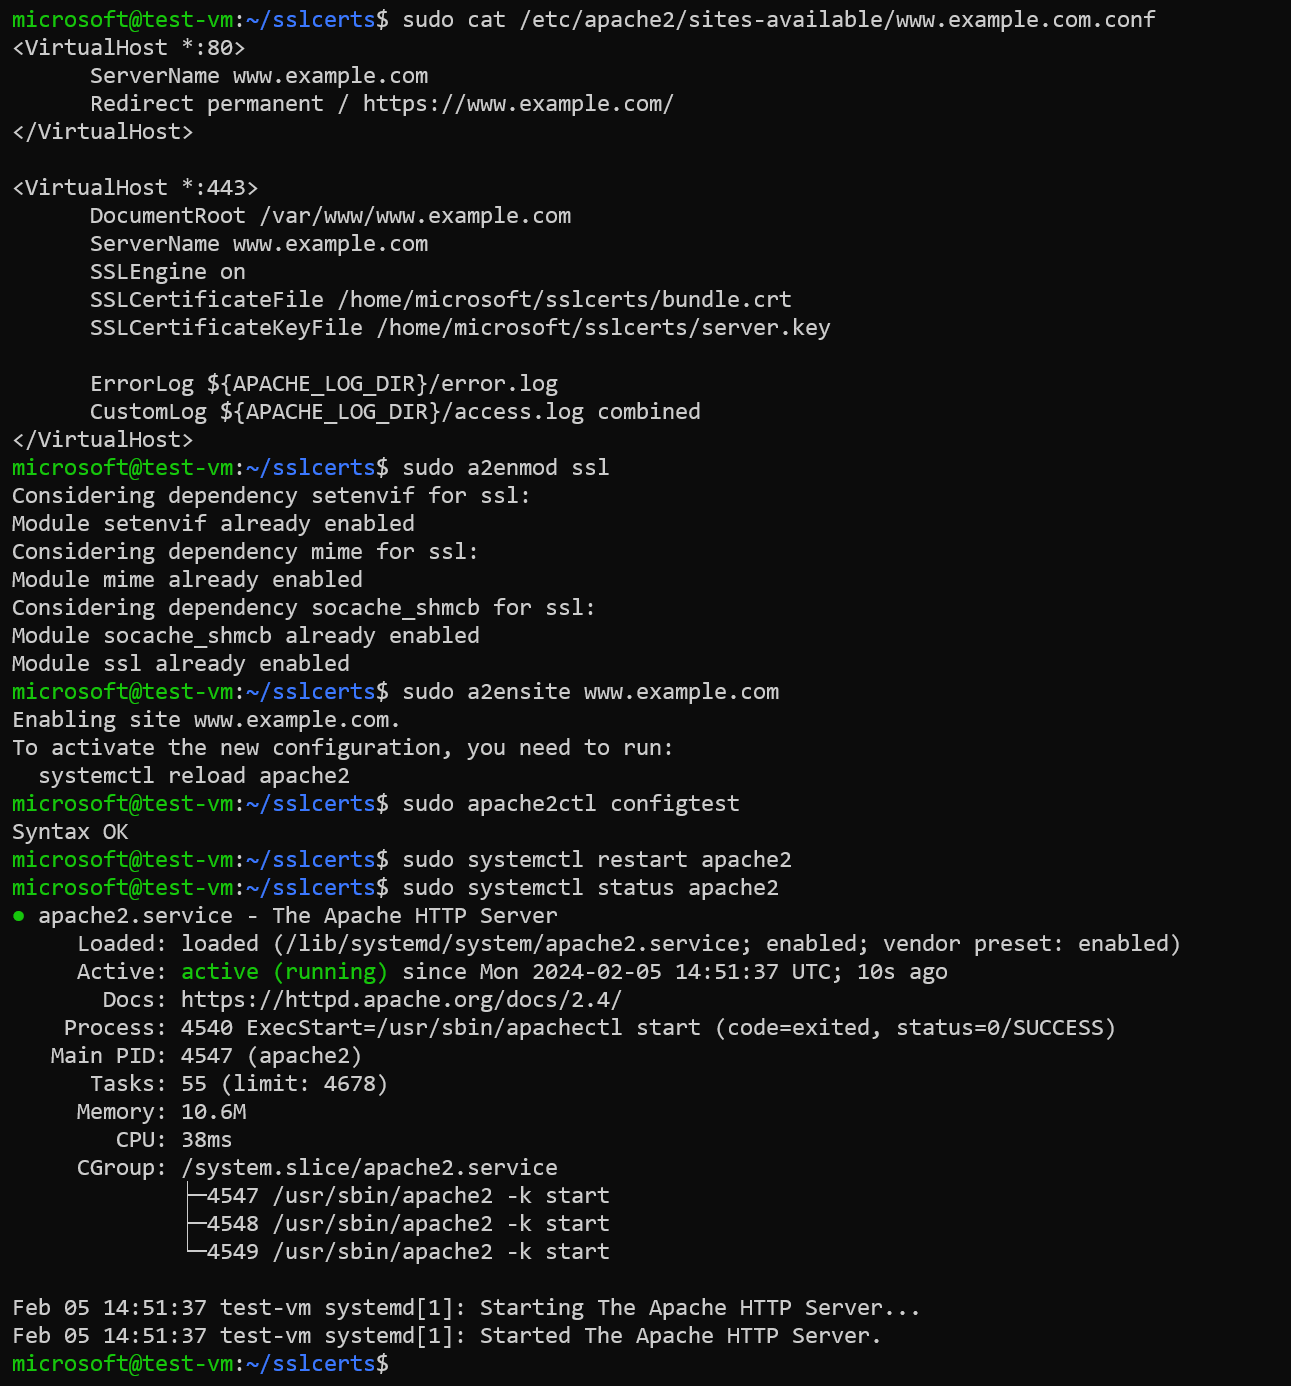 microsoft@test-vm:~/sslcerts$ sudo cat /etc/apache2/sites-available/www.example.com.conf
<VirtualHost *:80>
      ServerName www.example.com
      Redirect permanent / https://www.example.com/
</VirtualHost>

<VirtualHost *:443>
      DocumentRoot /var/www/www.example.com
      ServerName www.example.com
      SSLEngine on
      SSLCertificateFile /home/microsoft/sslcerts/bundle.crt
      SSLCertificateKeyFile /home/microsoft/sslcerts/server.key

      ErrorLog ${APACHE_LOG_DIR}/error.log
      CustomLog ${APACHE_LOG_DIR}/access.log combined
</VirtualHost>
microsoft@test-vm:~/sslcerts$ sudo a2enmod ssl
Considering dependency setenvif for ssl:
Module setenvif already enabled
Considering dependency mime for ssl:
Module mime already enabled
Considering dependency socache_shmcb for ssl:
Module socache_shmcb already enabled
Module ssl already enabled
microsoft@test-vm:~/sslcerts$ sudo a2ensite www.example.com
Enabling site www.example.com.
To activate the new configuration, you need to run:
  systemctl reload apache2
microsoft@test-vm:~/sslcerts$ sudo apache2ctl configtest
Syntax OK
microsoft@test-vm:~/sslcerts$ sudo systemctl restart apache2
microsoft@test-vm:~/sslcerts$ sudo systemctl status apache2
● apache2.service - The Apache HTTP Server
     Loaded: loaded (/lib/systemd/system/apache2.service; enabled; vendor preset: enabled)
     Active: active (running) since Mon 2024-02-05 14:51:37 UTC; 10s ago
       Docs: https://httpd.apache.org/docs/2.4/
    Process: 4540 ExecStart=/usr/sbin/apachectl start (code=exited, status=0/SUCCESS)
   Main PID: 4547 (apache2)
      Tasks: 55 (limit: 4678)
     Memory: 10.6M
        CPU: 38ms
     CGroup: /system.slice/apache2.service
             ├─4547 /usr/sbin/apache2 -k start
             ├─4548 /usr/sbin/apache2 -k start
             └─4549 /usr/sbin/apache2 -k start

Feb 05 14:51:37 test-vm systemd[1]: Starting The Apache HTTP Server...
Feb 05 14:51:37 test-vm systemd[1]: Started The Apache HTTP Server.
microsoft@test-vm:~/sslcerts$